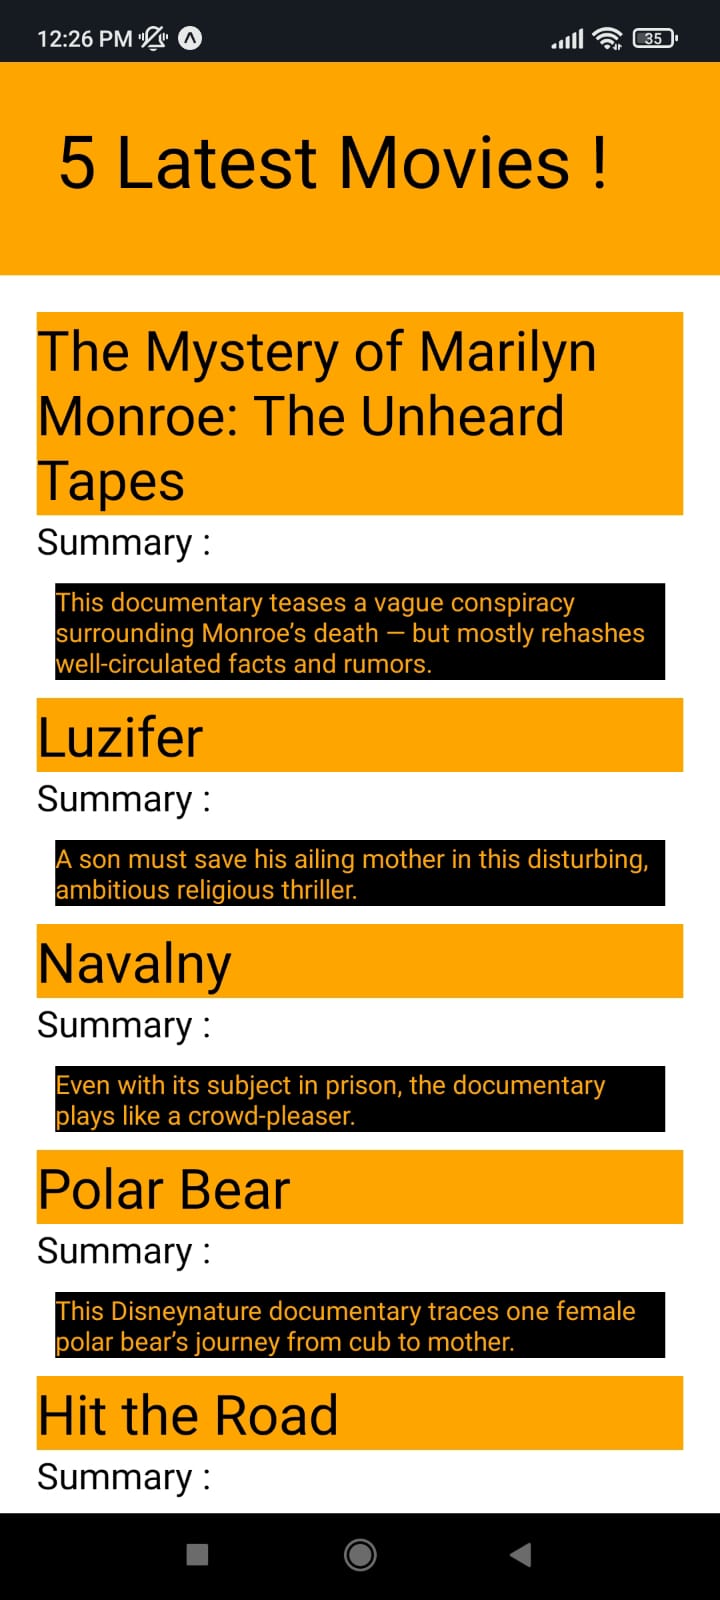 12:26 PM
35
5 Latest Movies !
The Mystery of Marilyn
Monroe: The Unheard
Tapes
Summary :
This documentary teases a vague conspiracy
surrounding Monroe’s death — but mostly rehashes
well-circulated facts and rumors.
Luzifer
Summary :
A son must save his ailing mother in this disturbing,
ambitious religious thriller.
Navalny
Summary :
Even with its subject in prison, the documentary
plays like a crowd-pleaser.
Polar Bear
Summary :
This Disneynature documentary traces one female
polar bear’s journey from cub to mother.
Hit the Road
Summary :